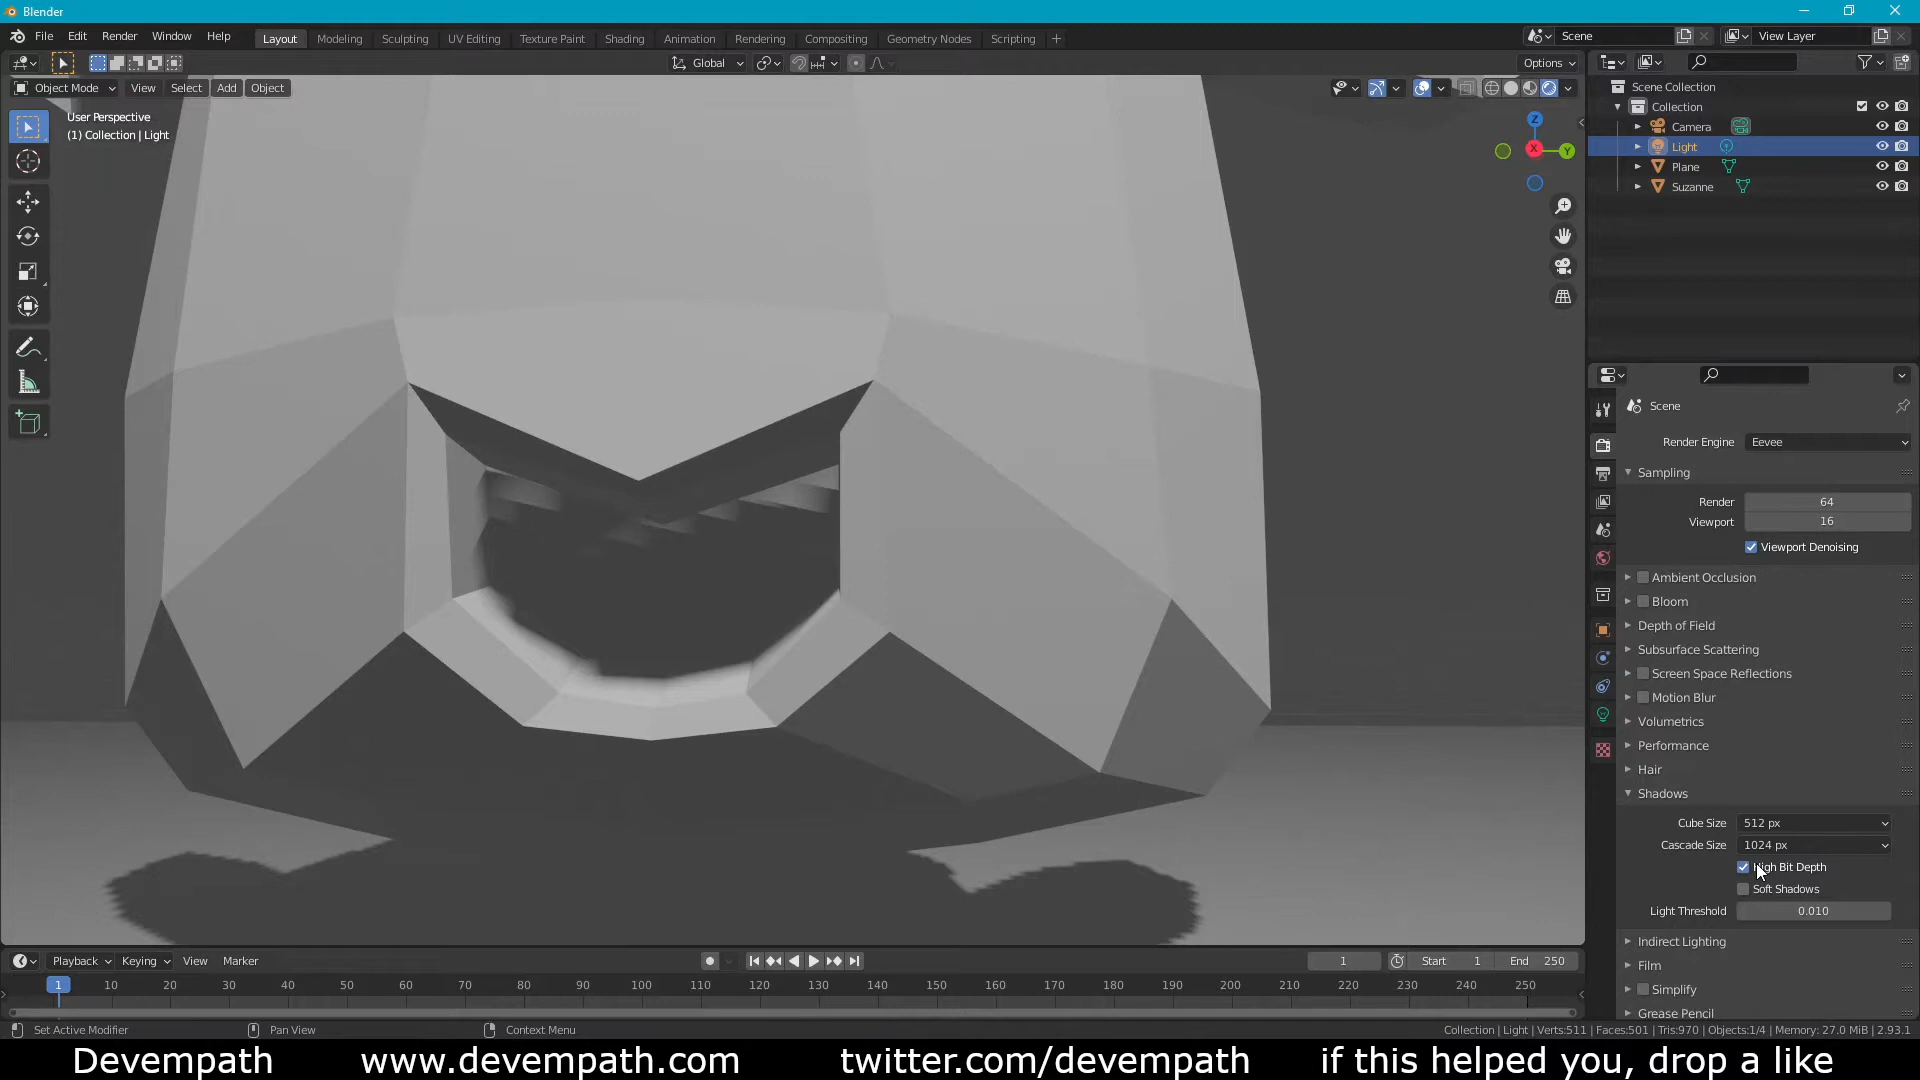 Blender
File Edit Render Window Help Layout Modeling Sculpting UV Editing Texture Paint Shading Animation Rendering Compositing Geometry Nodes Scripting + Scene View Layer
Global Options
Object Mode View Select Add Object
User Perspective
(1) Collection | Light
Z
X Y
Scene Collection
Collection
Camera
Light
Plane
Suzanne
Scene
Render Engine Eevee
Sampling
Render 64
Viewport 16
Viewport Denoising
Ambient Occlusion
Bloom
Depth of Field
Subsurface Scattering
Screen Space Reflections
Motion Blur
Volumetrics
Performance
Hair
Shadows
Cube Size 512 px
Cascade Size 1024 px
High Bit Depth
Soft Shadows
Light Threshold 0.010
Indirect Lighting
Film
Simplify
Grease Pencil
Playback Keying View Marker 1 Start 1 End 250
1 10 20 30 40 50 60 70 80 90 100 110 120 130 140 150 160 170 180 190 200 210 220 230 240 250
Set Active Modifier Pan View Context Menu Collection | Light | Verts:511 | Faces:501 | Tris:970 | Objects:1/4 | Memory: 27.0 MiB | 2.93.1
Devempath www.devempath.com twitter.com/devempath if this helped you, drop a like